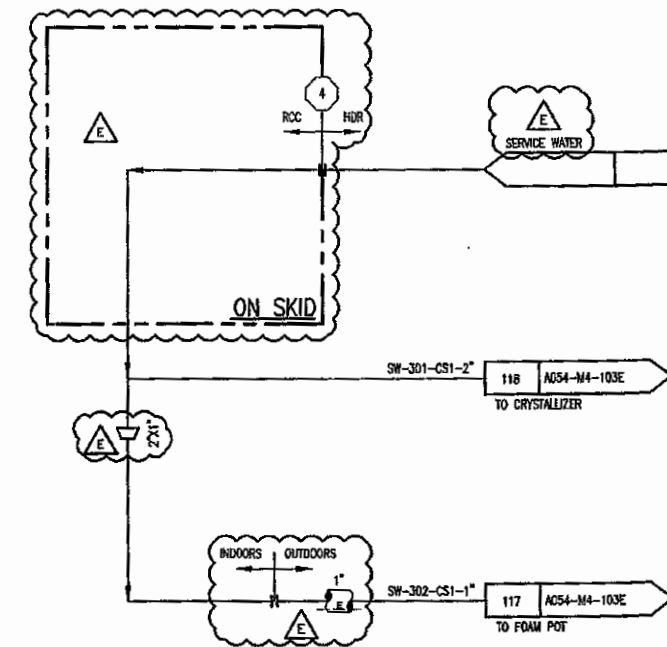 4
E
RCC HDR
E
SERVICE WATER
ON SKID
SW-301-CS1-2"
118 A054-M4-103E
TO CRYSTALLIZER
E
2"X1"
INDOORS OUTDOORS
1"
E
SW-302-CS1-1"
117 A054-M4-103E
TO FOAM POT
E